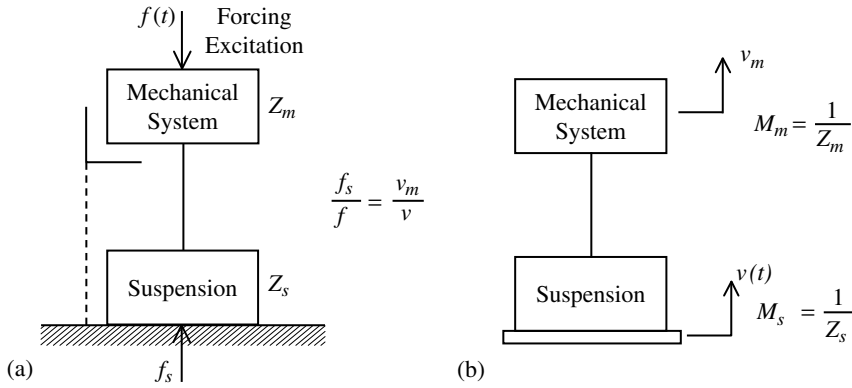 f(t) Forcing
Excitation
Mechanical
System
Z_m
f_s/f = v_m/v
Suspension
Z_s
(a)
f_s
v_m
Mechanical
System
M_m = 1/Z_m
v(t)
Suspension
M_s = 1/Z_s
(b)